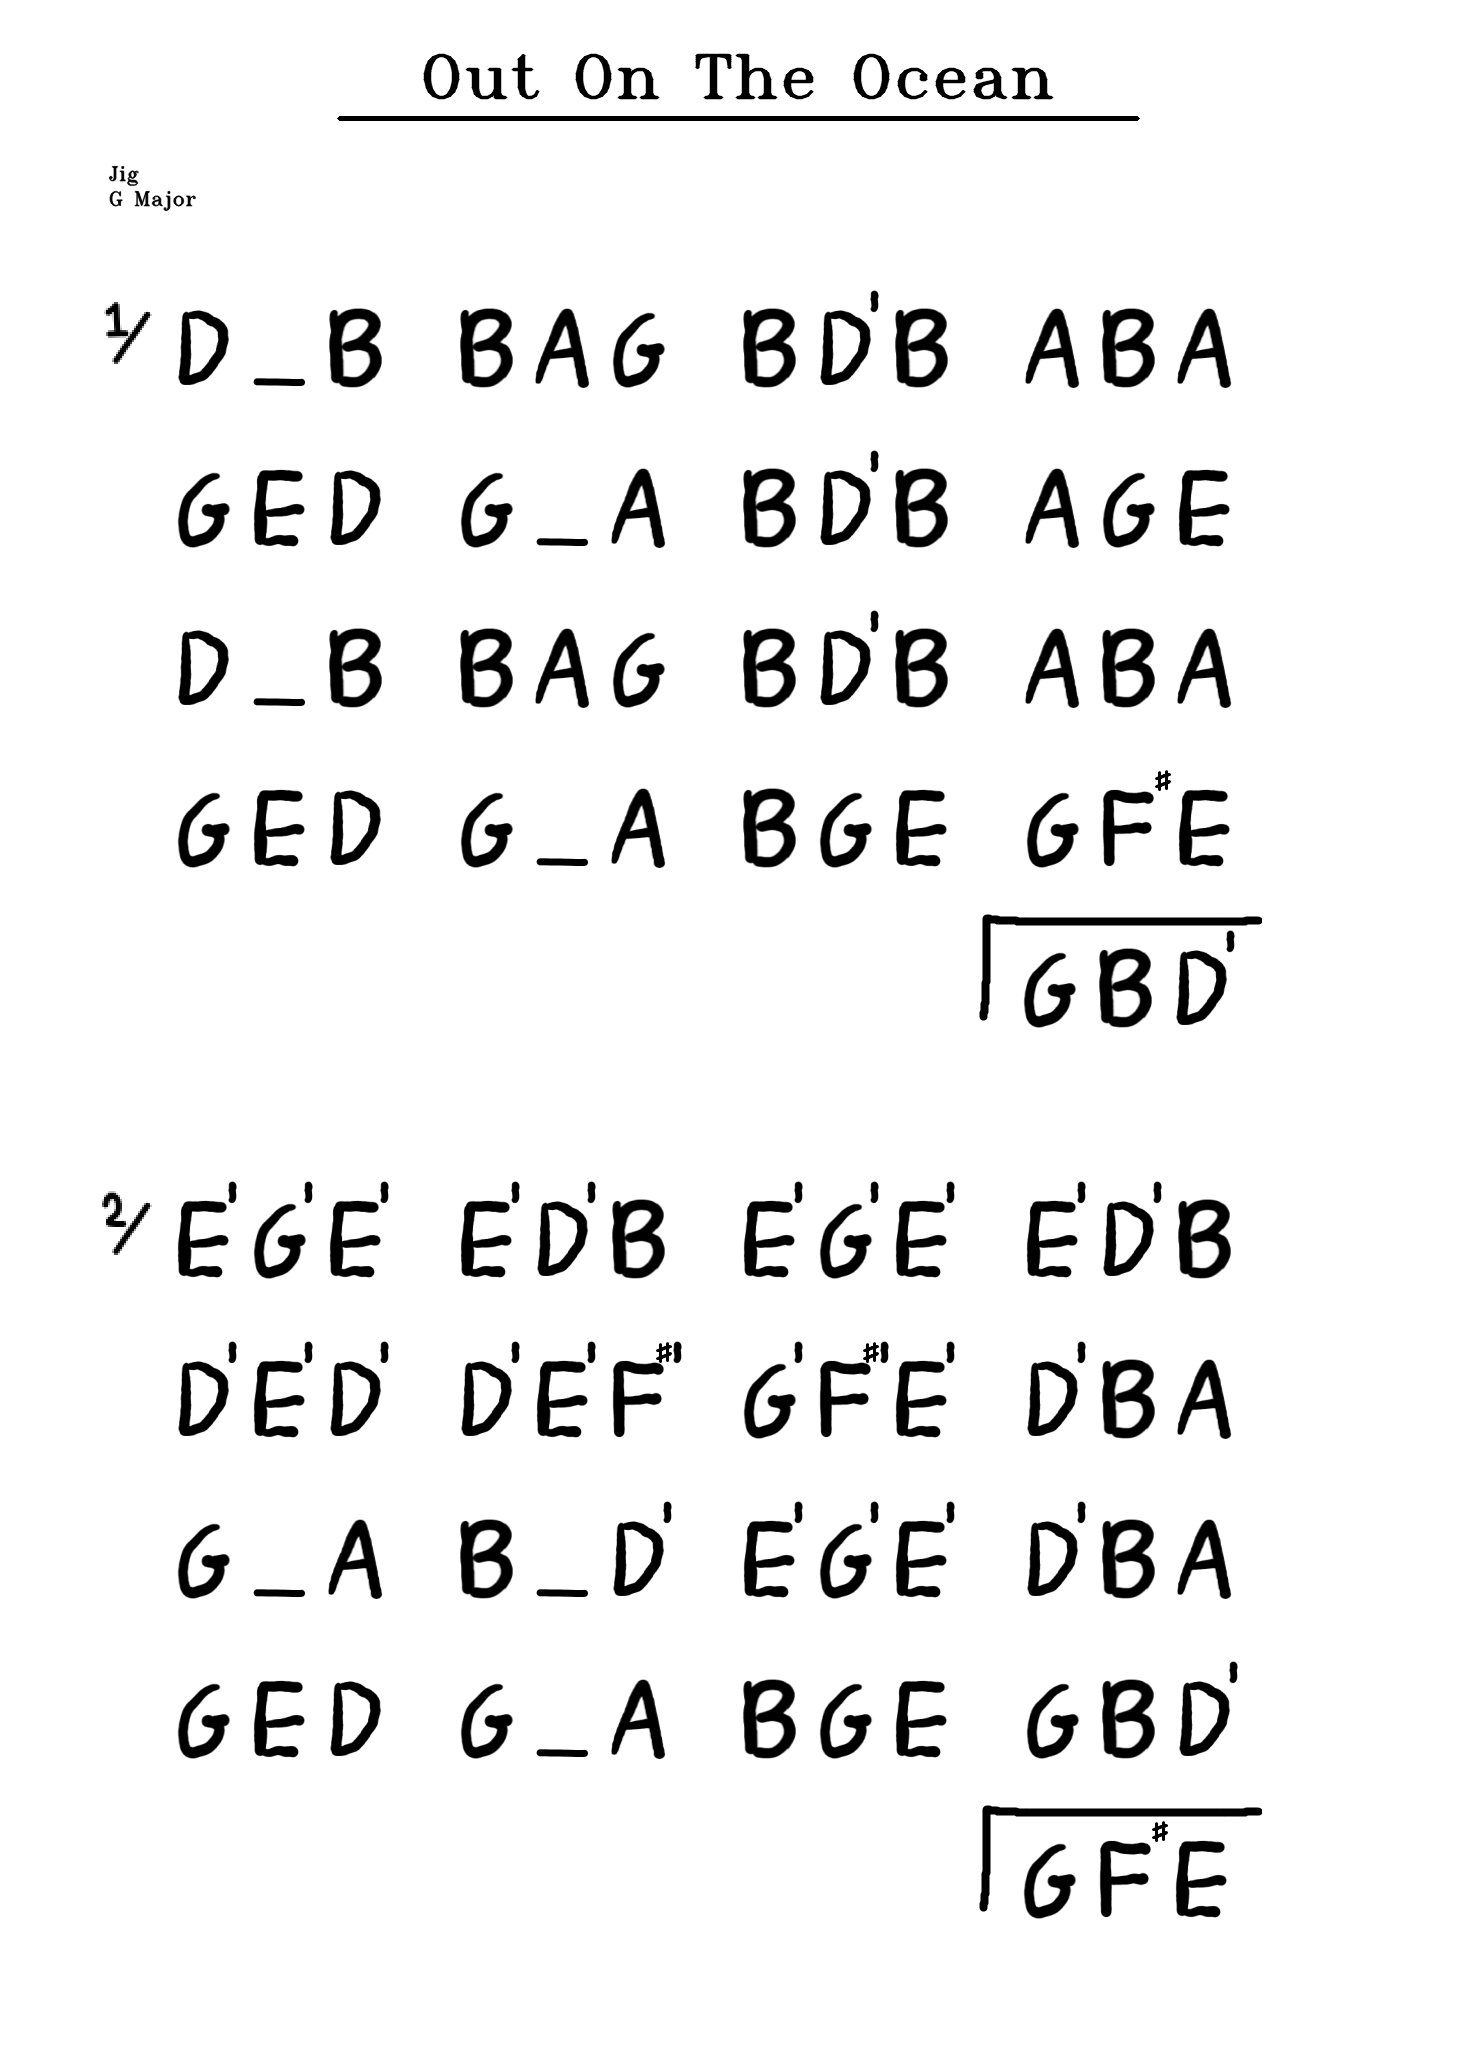 Out On The Ocean
Jig
G Major
1/ D_B BAG BD'B ABA
GED G_A BD'B AGE
D_B BAG BD'B ABA
GED G_A BGE GF♯E
GBD'
2/ E'G'E' E'D'B E'G'E' E'D'B
D'E'D' D'E'F♯' G'F♯'E' D'BA
G_A B_D' E'G'E' D'BA
GED G_A BGE GBD'
GF♯E